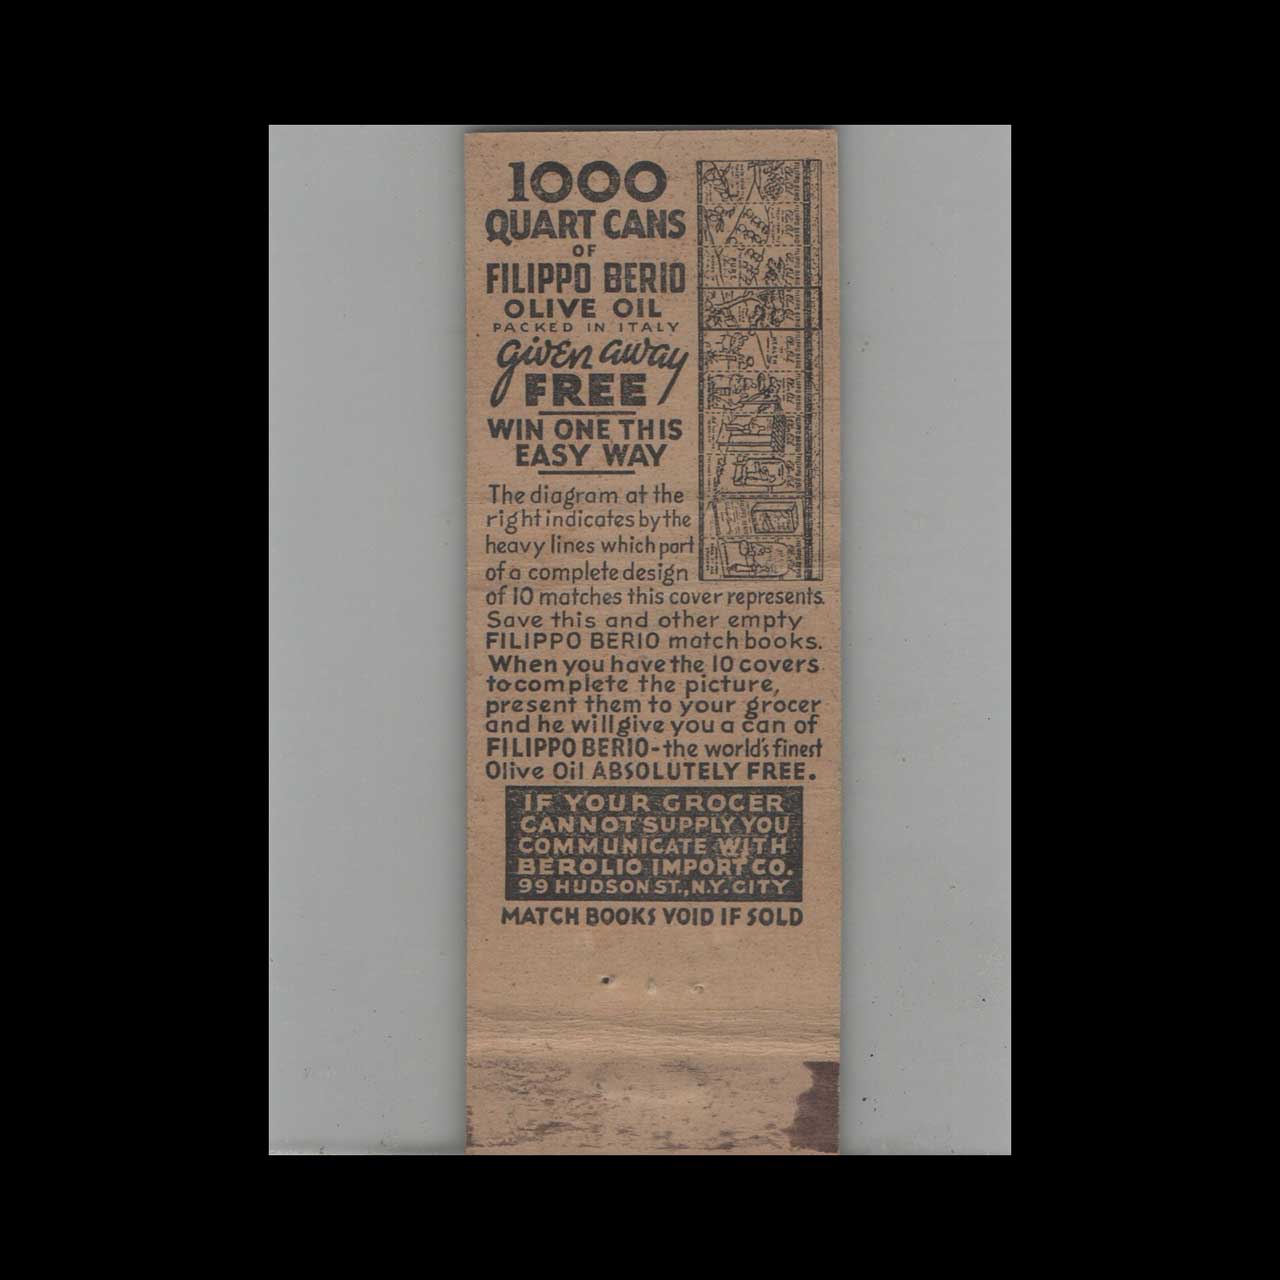 1000
QUART CANS
OF
FILIPPO BERIO
OLIVE OIL
PACKED IN ITALY
given away
FREE
WIN ONE THIS
EASY WAY
The diagram at the
right indicates by the
heavy lines which part
of a complete design
of 10 matches this cover represents.
Save this and other empty
FILIPPO BERIO match books.
When you have the 10 covers
to complete the picture,
present them to your grocer
and he will give you a can of
FILIPPO BERIO-the world's finest
Olive Oil ABSOLUTELY FREE.
IF YOUR GROCER
CANNOT SUPPLY YOU
COMMUNICATE WITH
BEROLIO IMPORT CO.
99 HUDSON ST., N.Y. CITY
MATCH BOOKS VOID IF SOLD